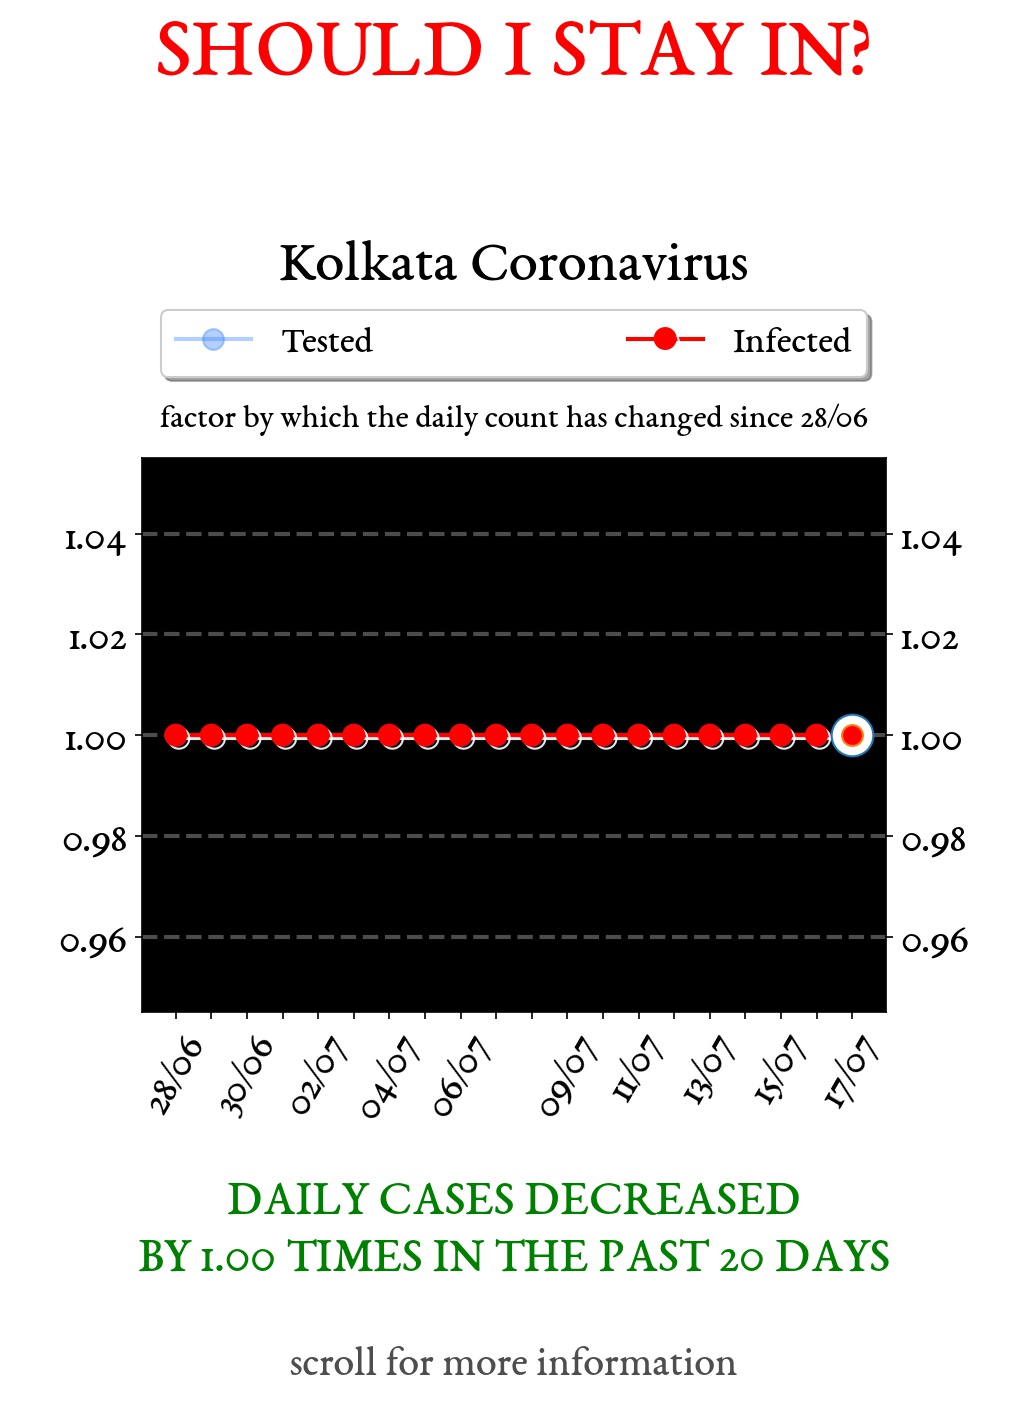 SHOULD I STAY IN?
Kolkata Coronavirus
Tested Infected
factor by which the daily count has changed since 28/06
1.04 1.04
1.02 1.02
1.00 1.00
0.98 0.98
0.96 0.96
28/06 30/06 02/07 04/07 06/07 09/07 11/07 13/07 15/07 17/07
DAILY CASES DECREASED
BY 1.00 TIMES IN THE PAST 20 DAYS
scroll for more information